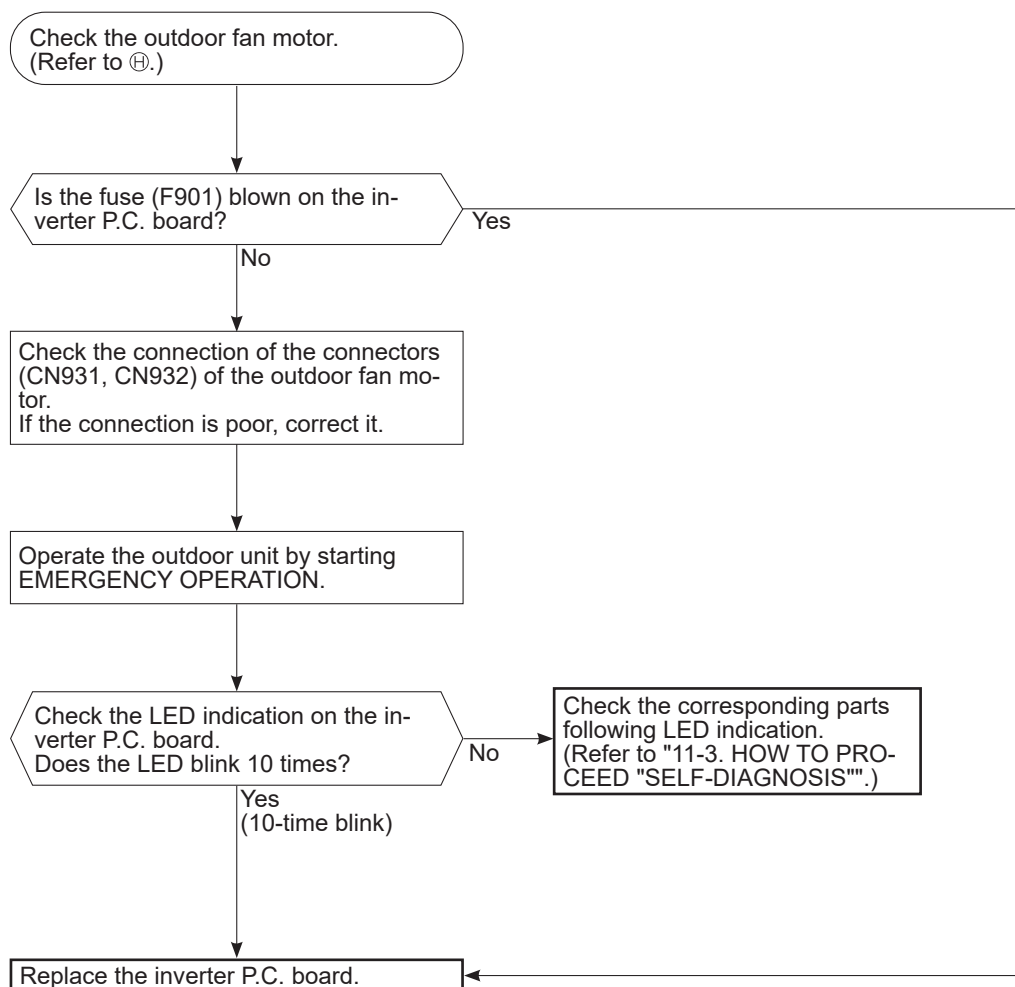 Check the outdoor fan motor.
(Refer to Ⓗ.)
Is the fuse (F901) blown on the in-
verter P.C. board?
Yes
No
Check the connection of the connectors
(CN931, CN932) of the outdoor fan mo-
tor.
If the connection is poor, correct it.
Operate the outdoor unit by starting
EMERGENCY OPERATION.
Check the LED indication on the in-
verter P.C. board.
Does the LED blink 10 times?
No
Check the corresponding parts
following LED indication.
(Refer to "11-3. HOW TO PRO-
CEED "SELF-DIAGNOSIS"".)
Yes
(10-time blink)
Replace the inverter P.C. board.